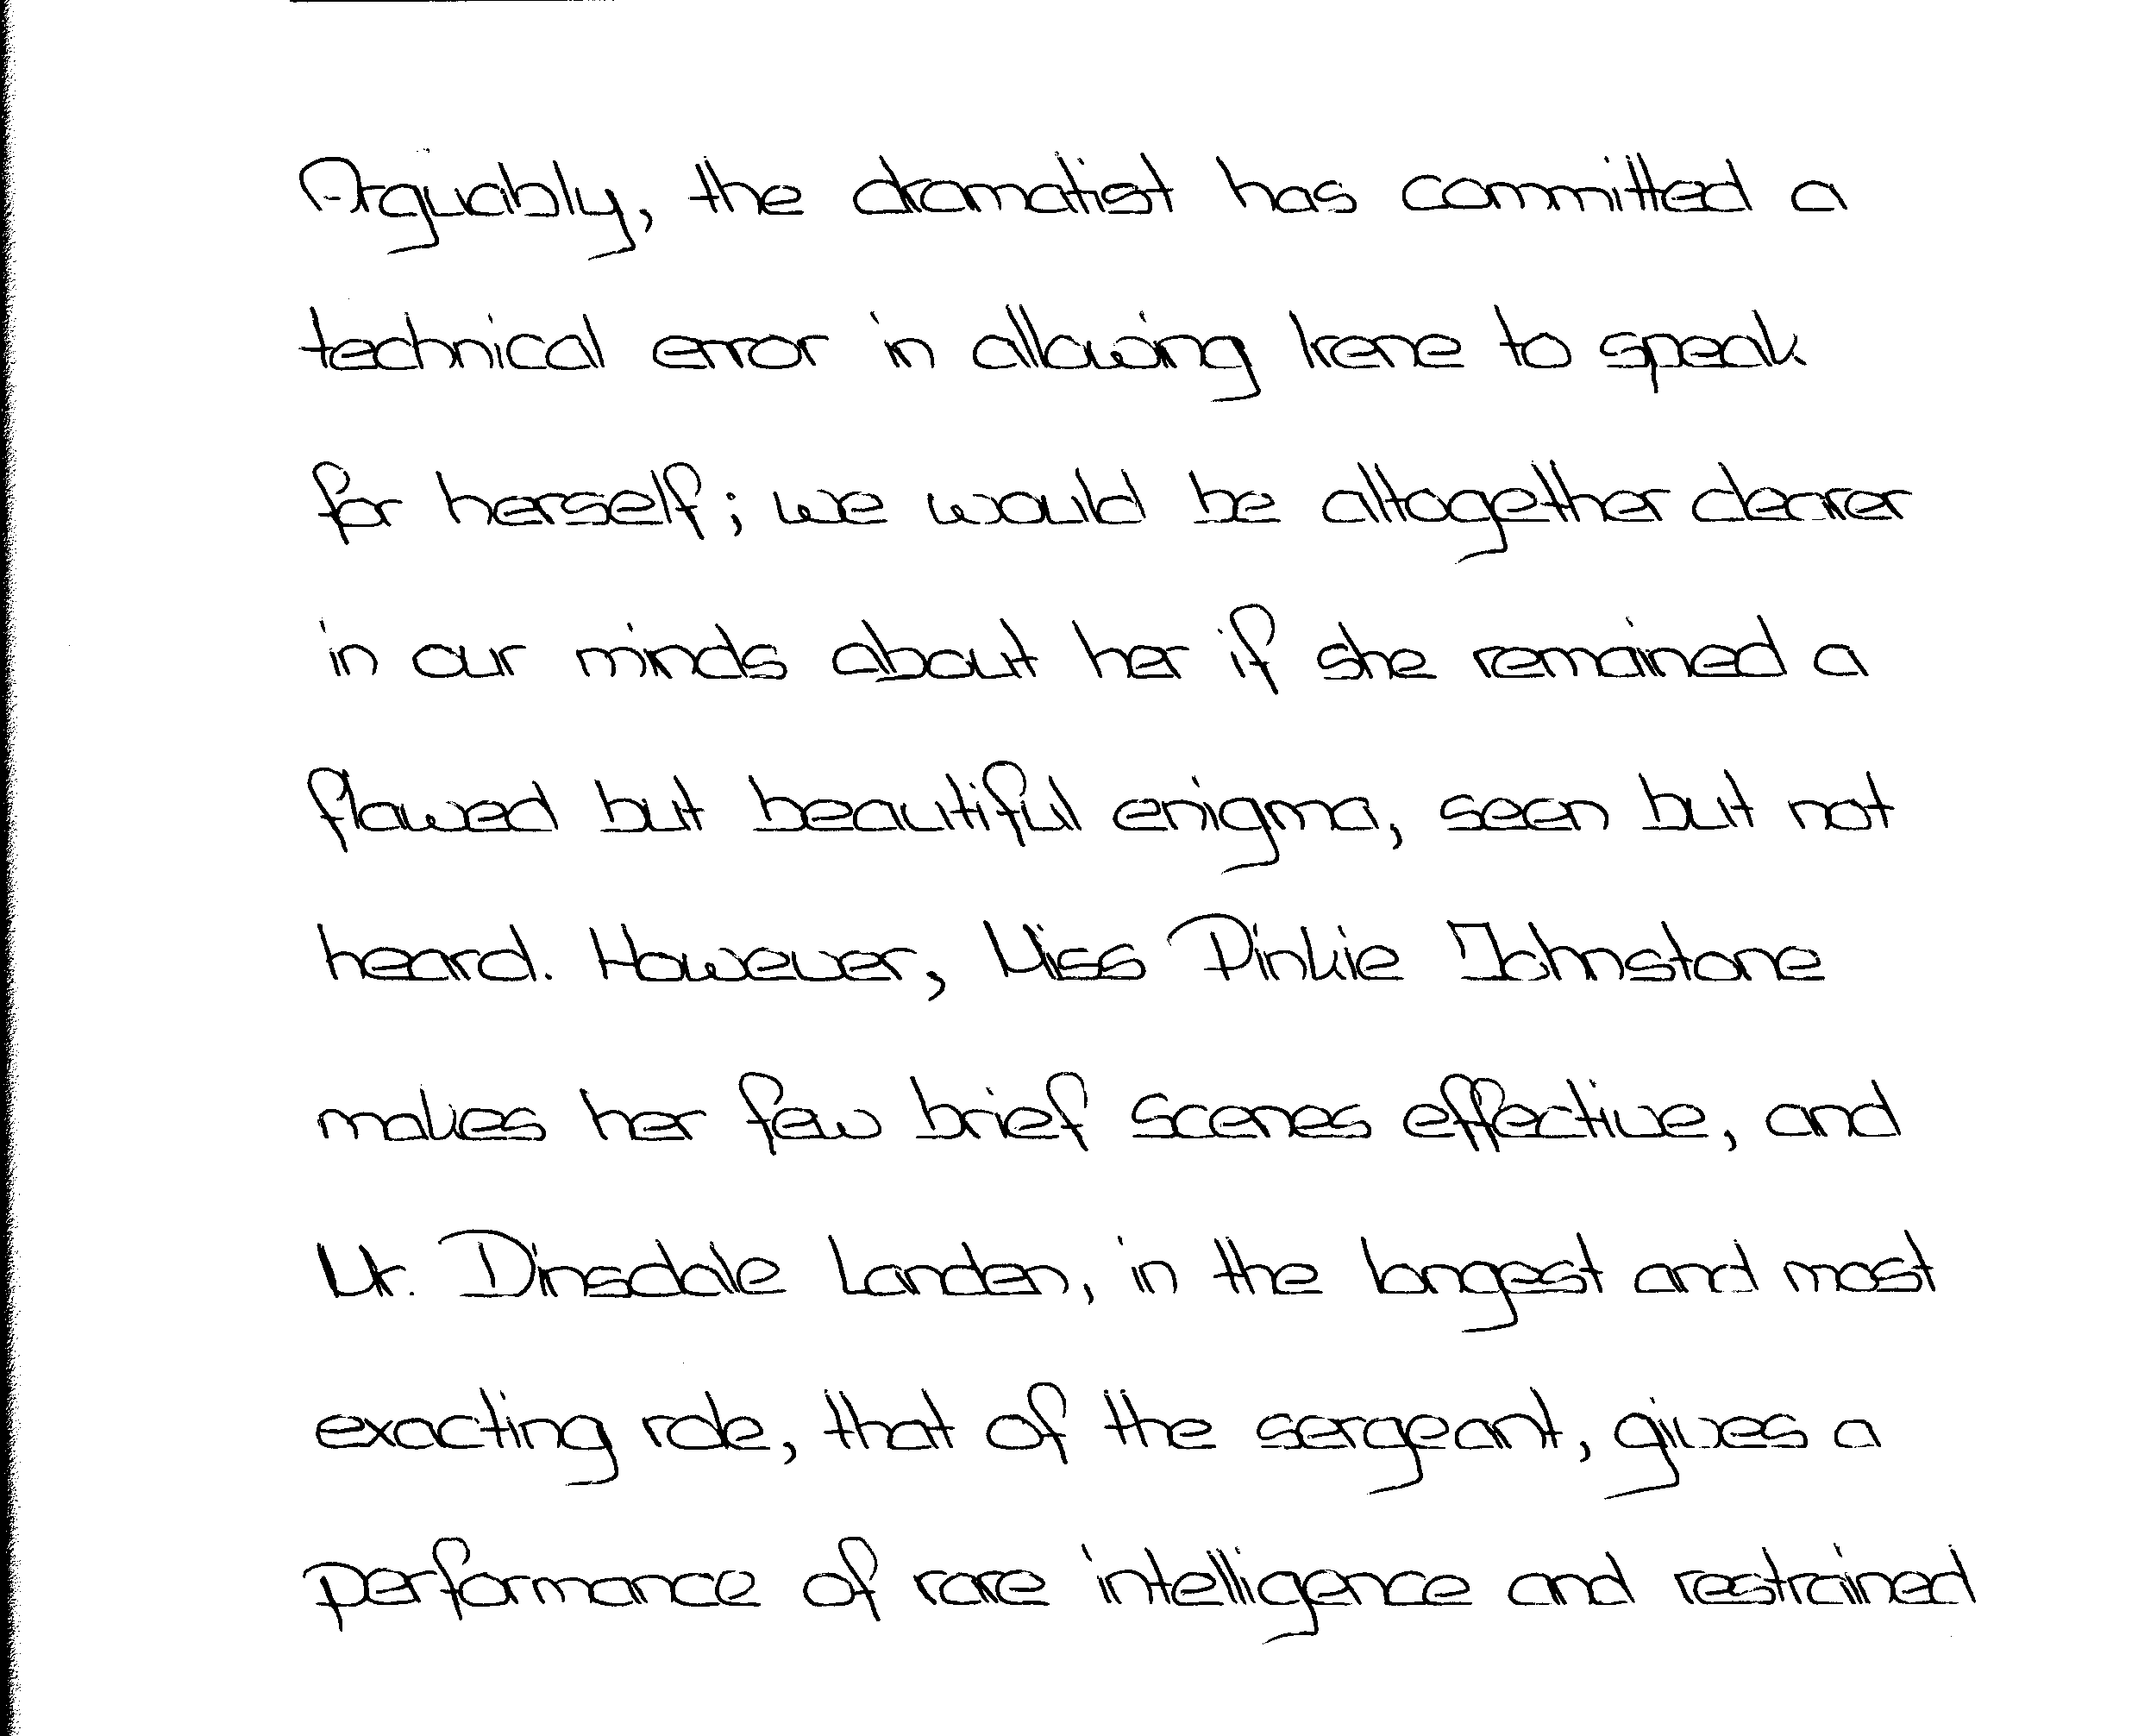 Arguably, the dramatist has committed a
technical error in allowing Irene to speak
for herself; we would be altogether clearer
in our minds about her if she remained a
flawed but beautiful enigma, seen but not
heard. However, Miss Pinkie Johnstone
makes her few brief scenes effective, and
Mr. Dinsdale Landen, in the longest and most
exacting role, that of the sergeant, gives a
performance of rare intelligence and restrained